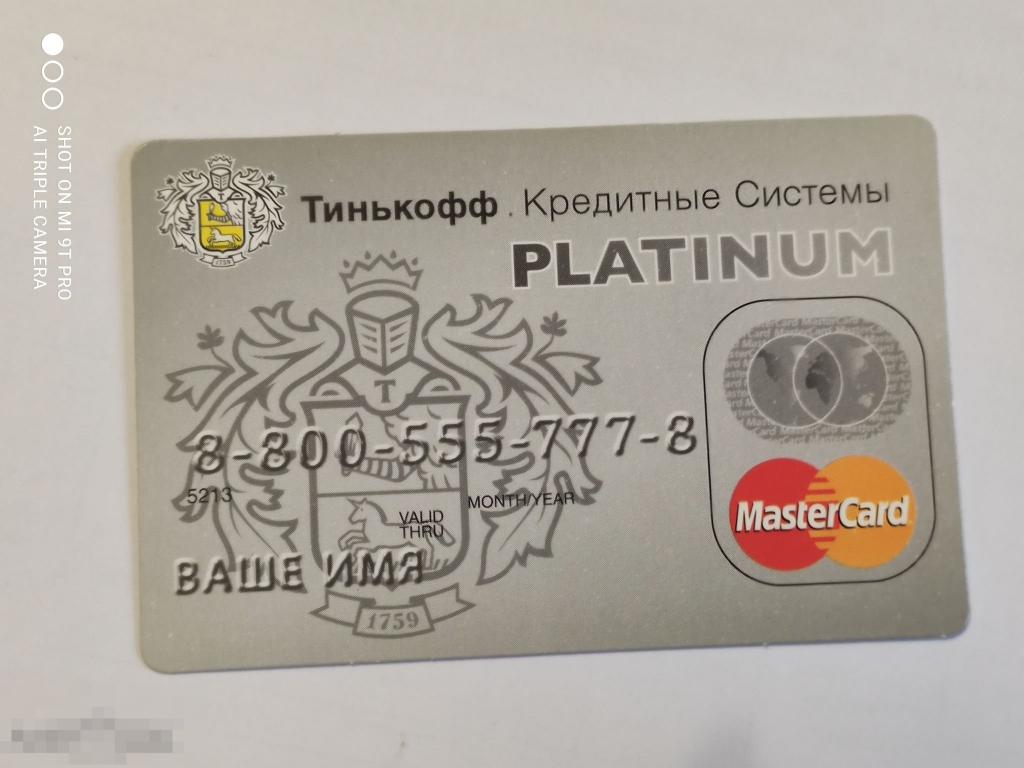 SHOT ON MI 9T PRO
AI TRIPLE CAMERA
Тинькофф . Кредитные Системы
PLATINUM
T
8-800-555-777-8
5213
MONTH/YEAR
VALID
THRU
ВАШЕ ИМЯ
1759
MasterCard